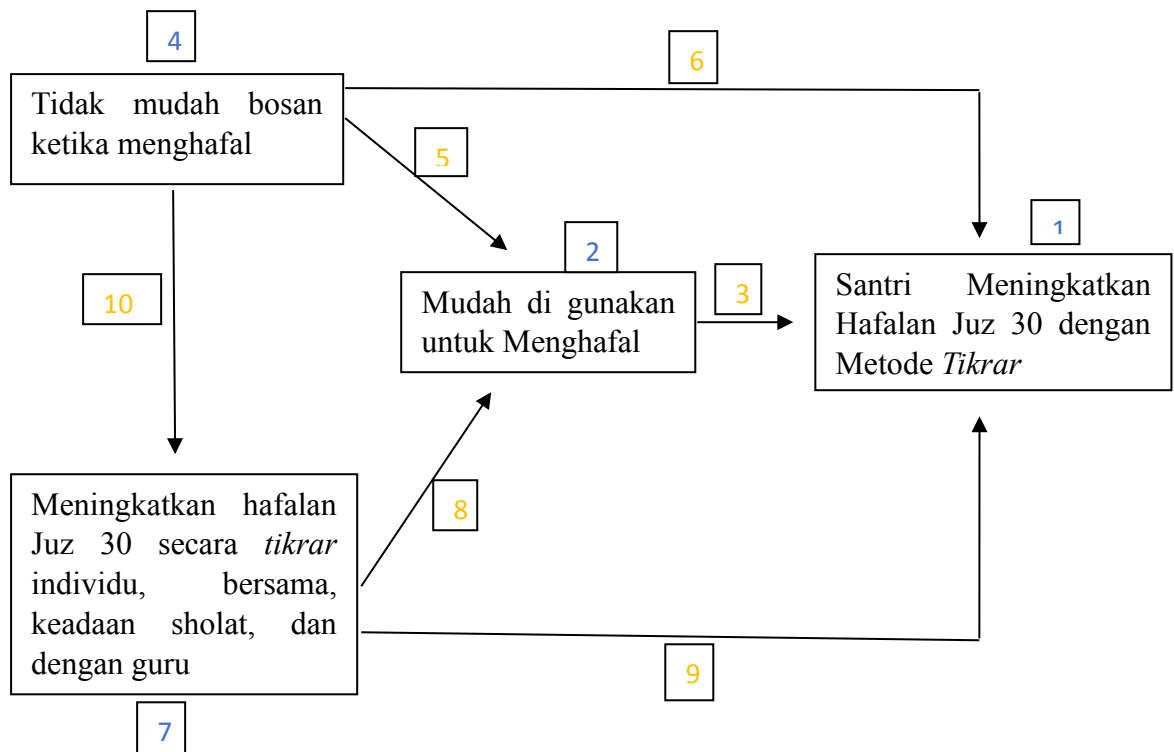 4
6
Tidak mudah bosan
ketika menghafal
5
2
1
10
Mudah di gunakan
untuk Menghafal
3
Santri Meningkatkan
Hafalan Juz 30 dengan
Metode Tikrar
Meningkatkan hafalan
Juz 30 secara tikrar
individu, bersama,
keadaan sholat, dan
dengan guru
8
9
7